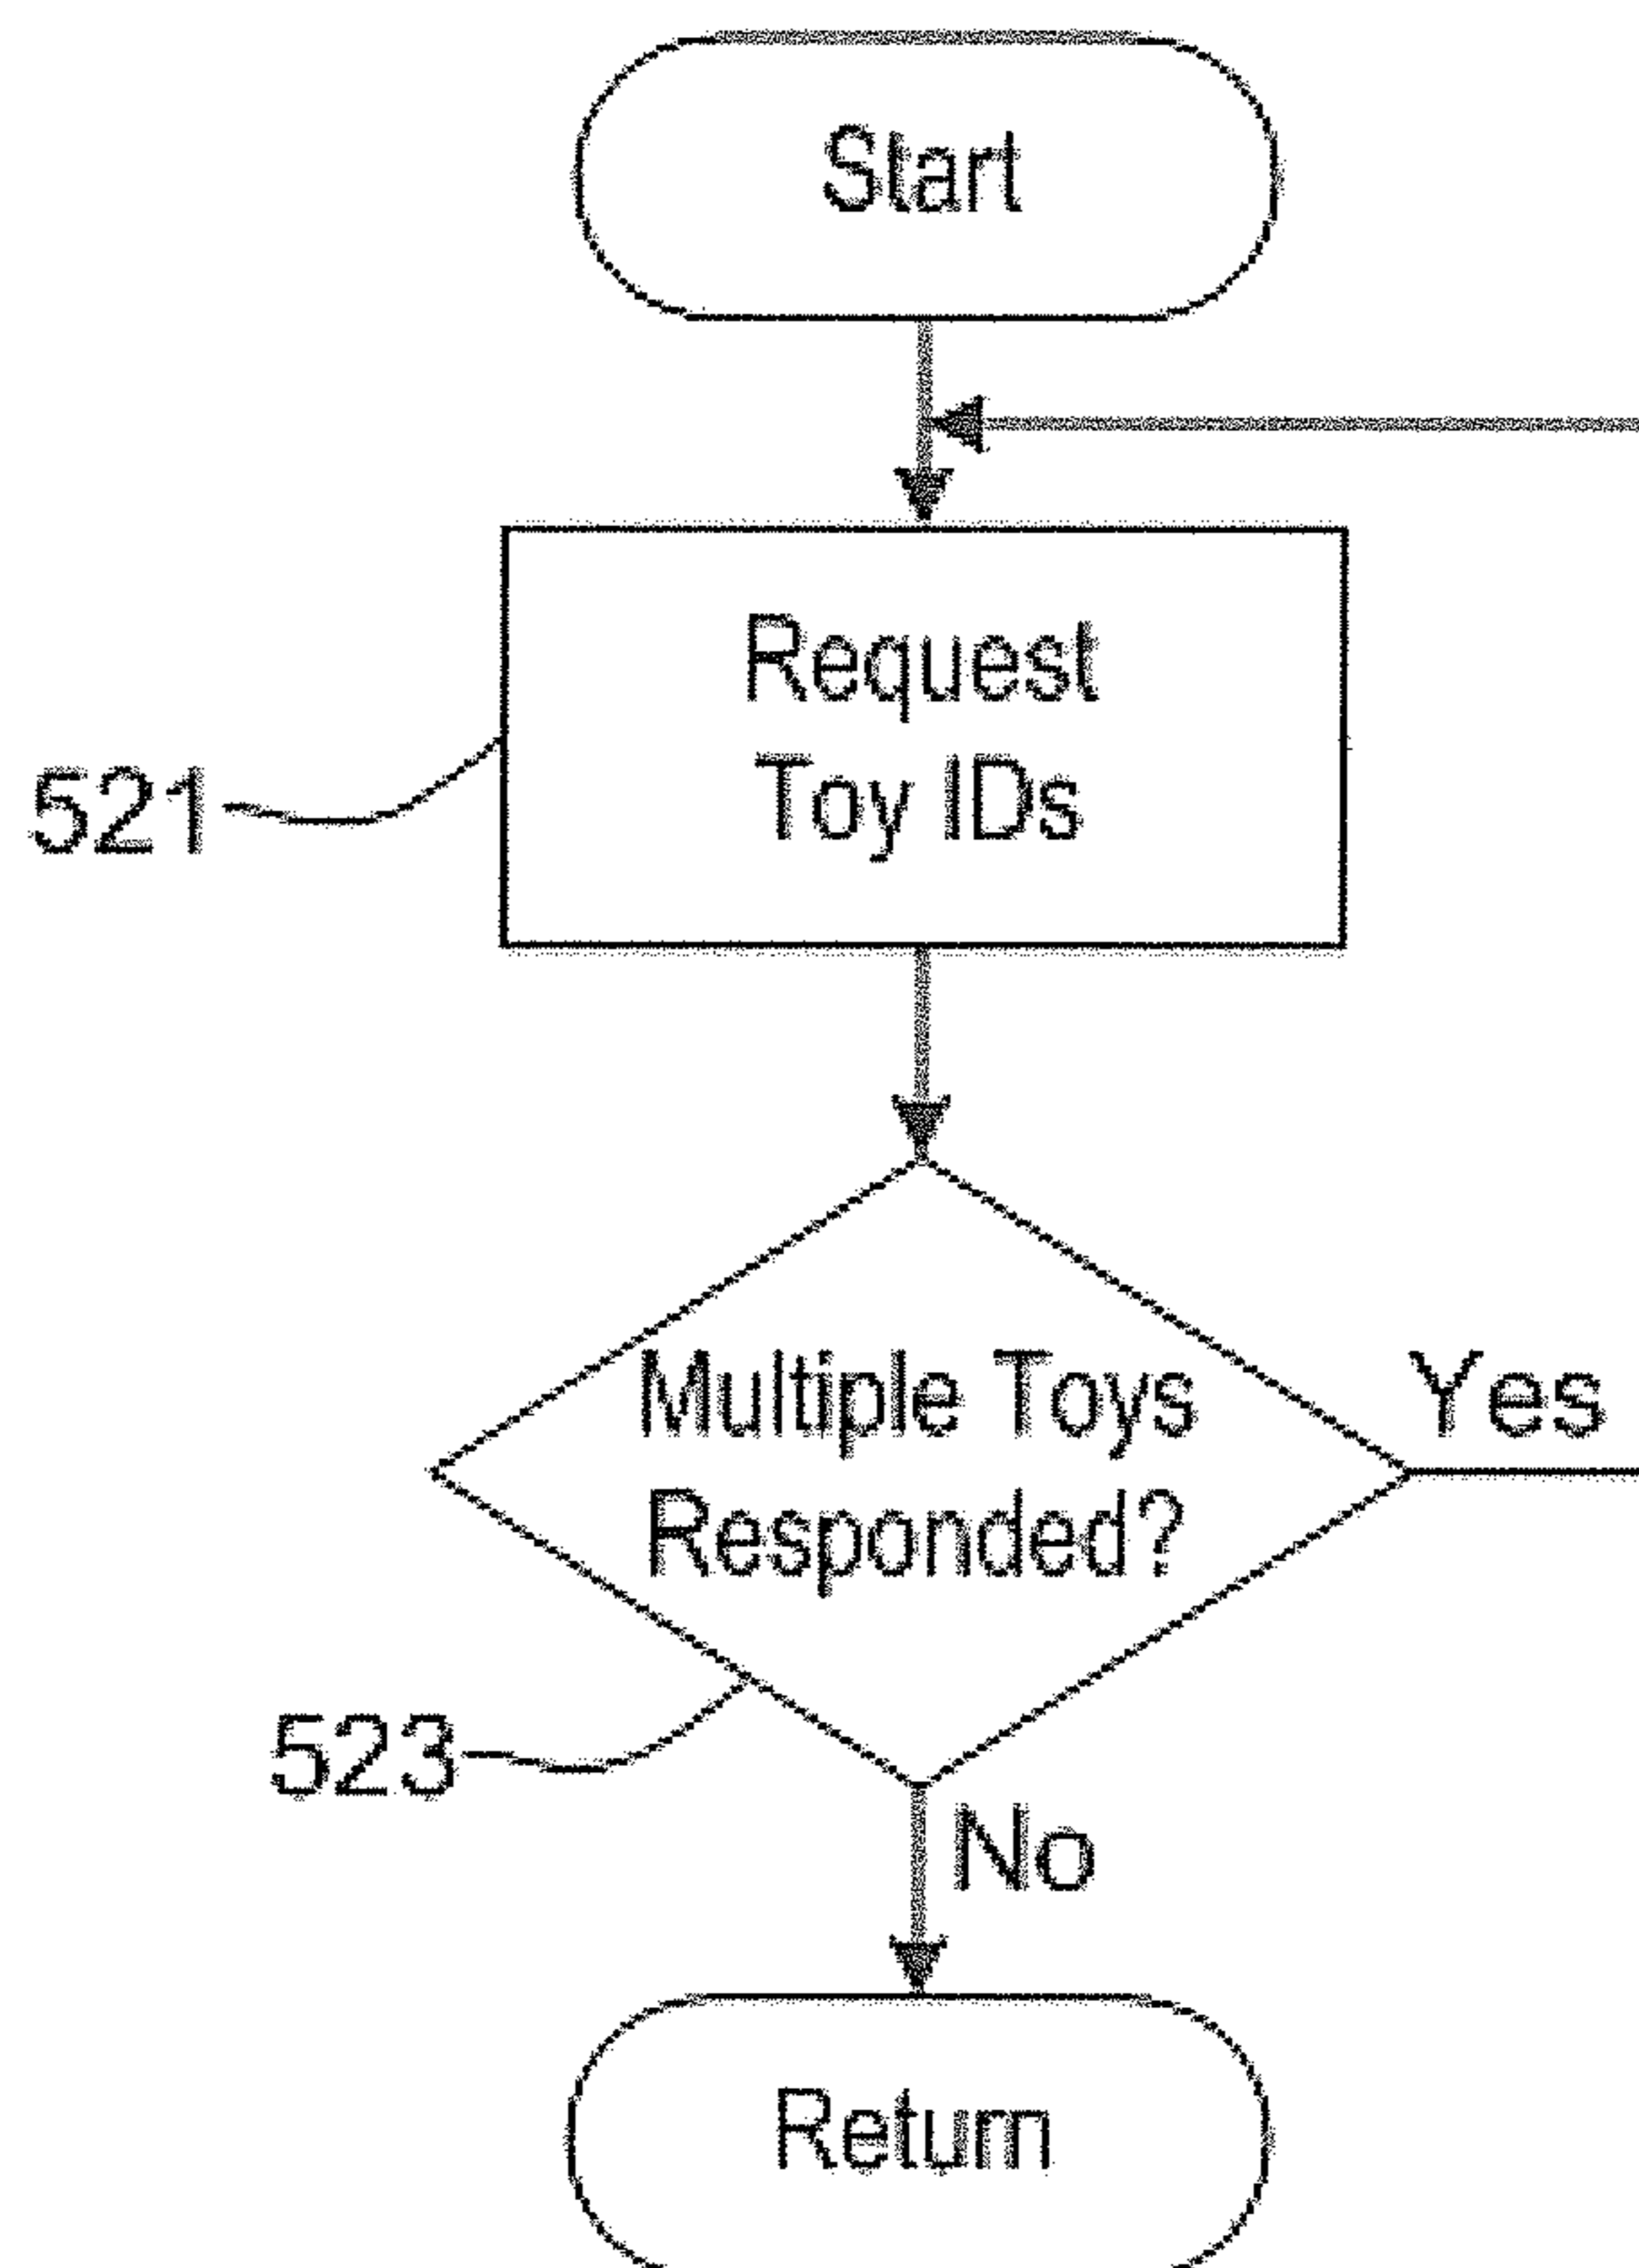 Start
Request
Toy IDs
521
Multiple Toys
Responded?
Yes
523
No
Return